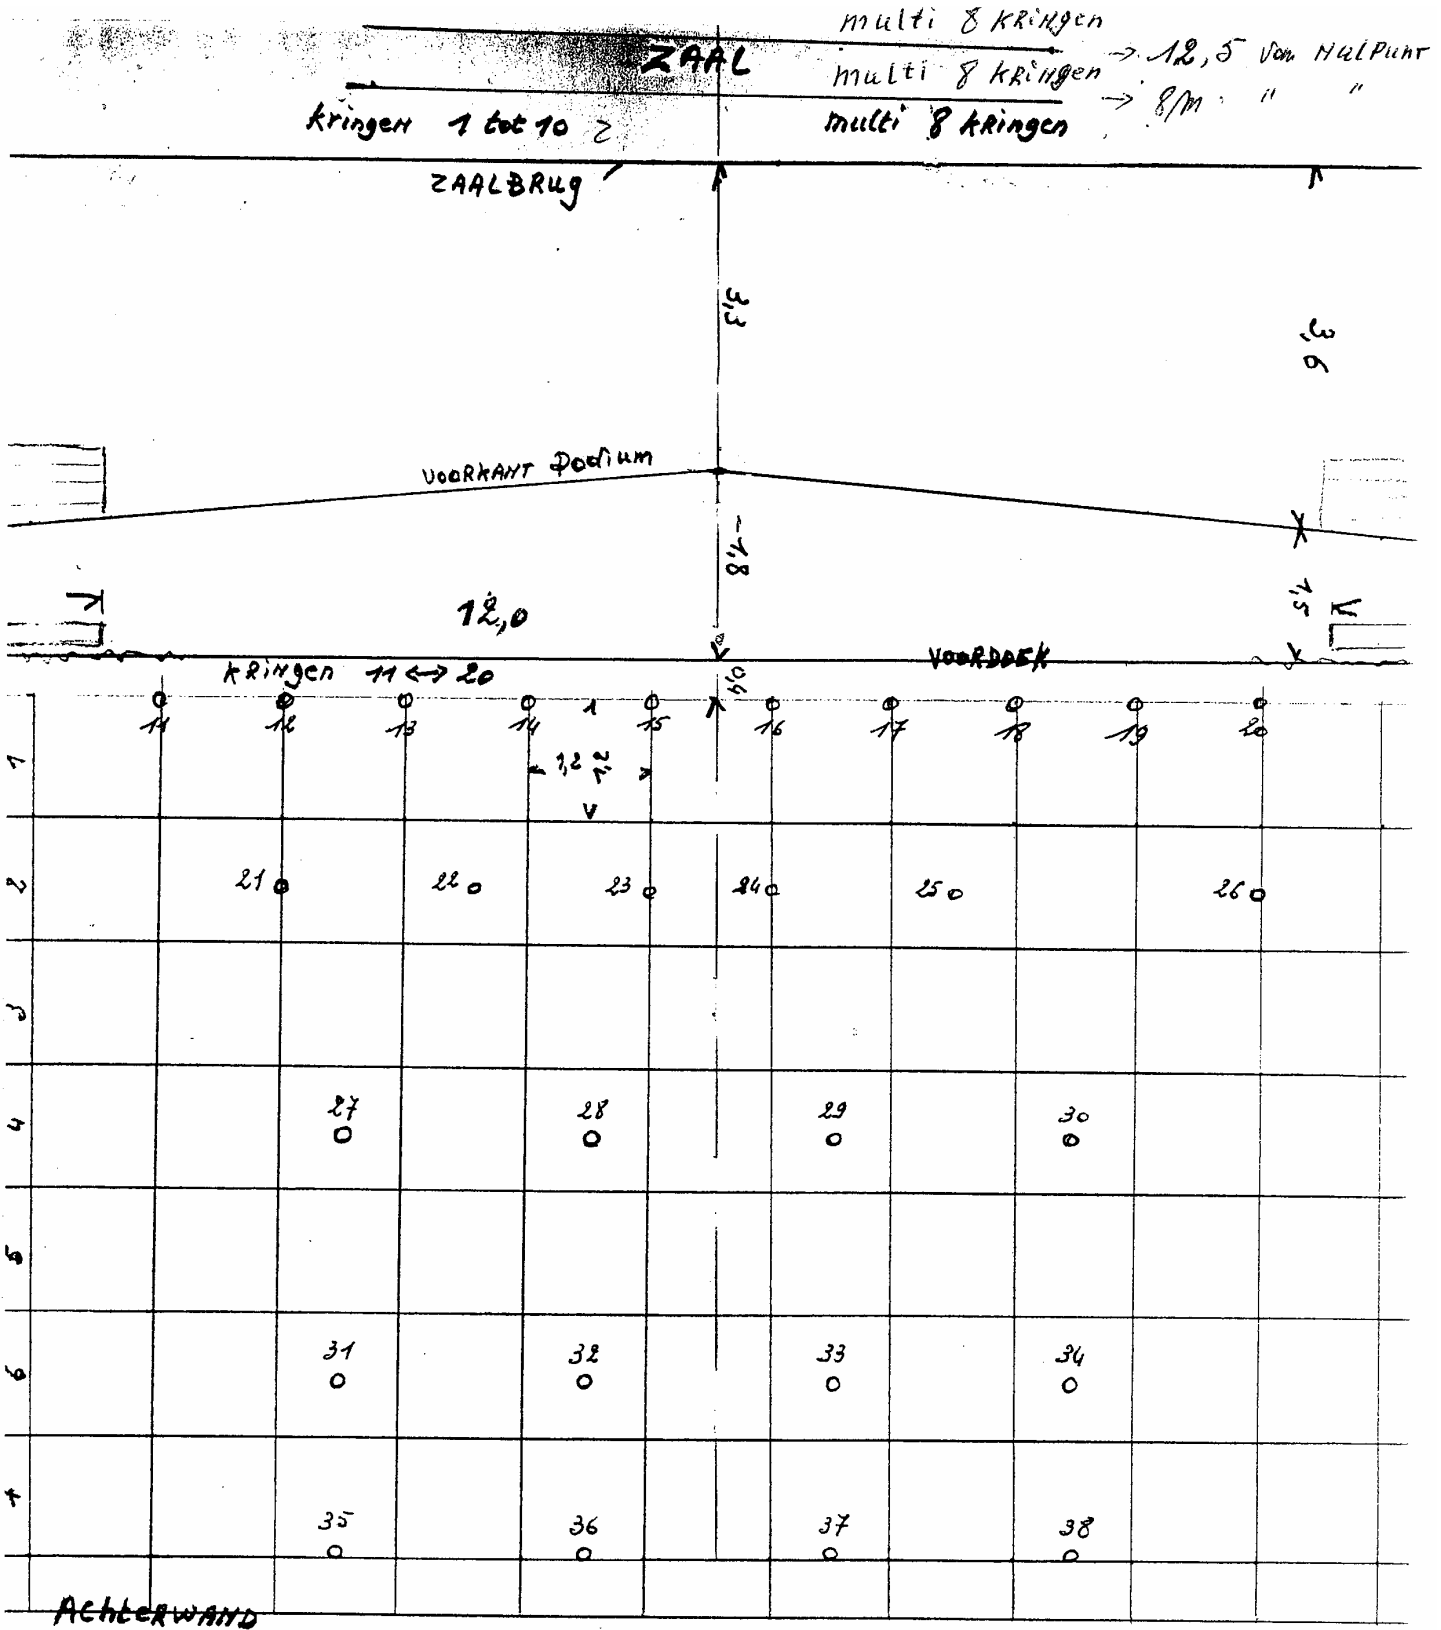 multi 8 KRiNgen
ZAAL
→ 12,5 van NulPunt
multi 8 KRiNgen
→ 8/m " "
kringen 1 tot 10
multi 8 kRingen
ZAALBRUg
3,3
3,6
VOORKANT Podium
1,8
1,5
12,0
VOORDOEK
kRiNgen 11 ↔ 20
0,4
11 12 13 14 15 16 17 18 19 20
1
1,2 1,2
2
21 22 23 24 25 26
3
4
27 28 29 30
5
6
31 32 33 34
7
35 36 37 38
AChtERWAND